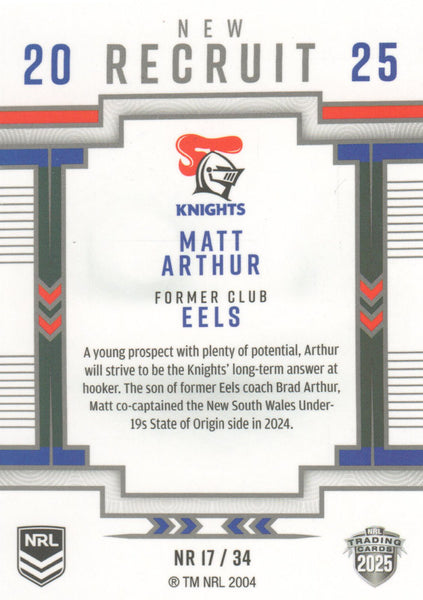 NEW
20 RECRUIT 25
KNIGHTS
MATT
ARTHUR
FORMER CLUB
EELS
A young prospect with plenty of potential, Arthur
will strive to be the Knights' long-term answer at
hooker. The son of former Eels coach Brad Arthur,
Matt co-captained the New South Wales Under-
19s State of Origin side in 2024.
NRL
NR 17 / 34
® TM NRL 2004
NRL
TRADING
CARDS
2025